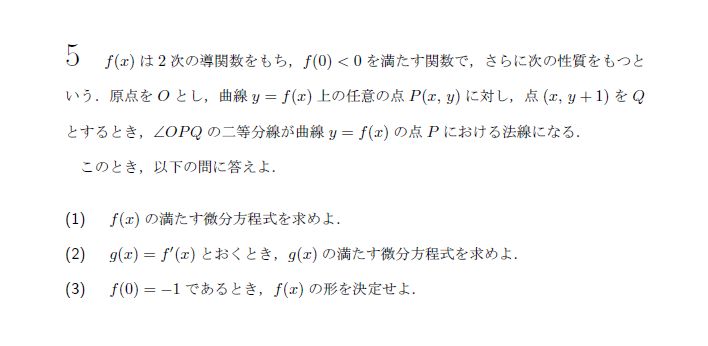 5 f(x) は 2 次の導関数をもち，f(0) < 0 を満たす関数で，さらに次の性質をもつと
いう．原点を O とし，曲線 y = f(x) 上の任意の点 P(x, y) に対し，点 (x, y + 1) を Q
とするとき，∠OPQ の二等分線が曲線 y = f(x) の点 P における法線になる．
このとき，以下の問に答えよ．
(1) f(x) の満たす微分方程式を求めよ．
(2) g(x) = f′(x) とおくとき，g(x) の満たす微分方程式を求めよ．
(3) f(0) = −1 であるとき，f(x) の形を決定せよ．